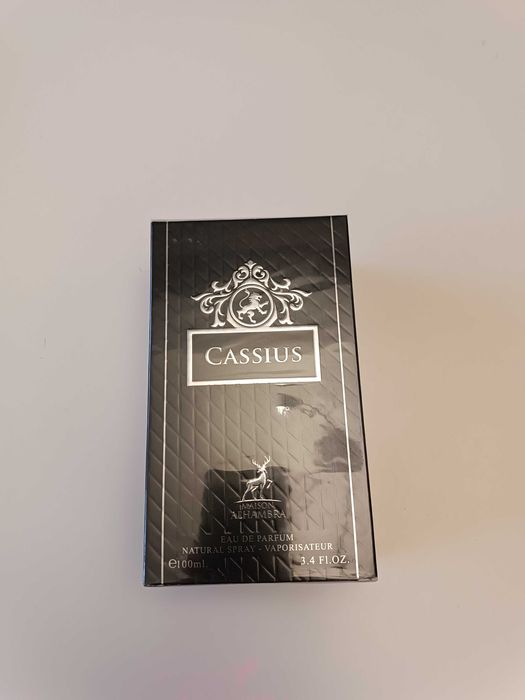 CASSIUS
MAISON
ALHAMBRA
EAU DE PARFUM
NATURAL SPRAY - VAPORISATEUR
℮100ml. 3.4 Fl.OZ.